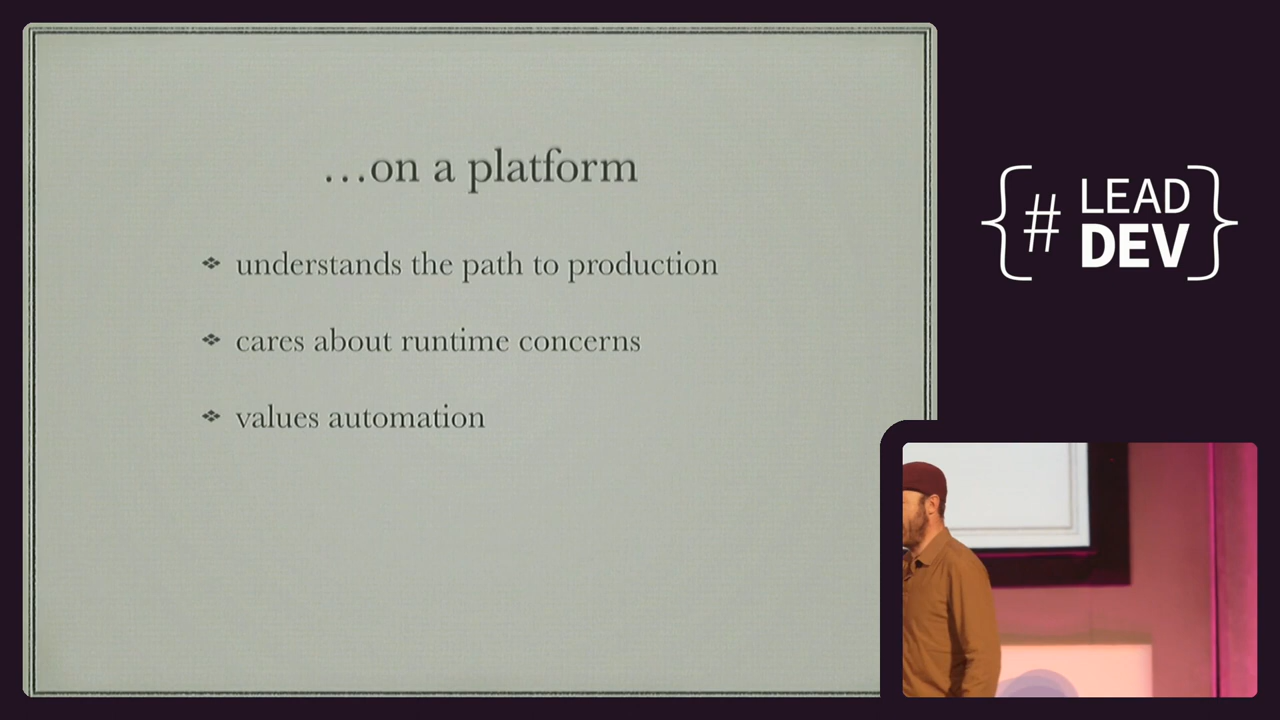 …on a platform
❖ understands the path to production
❖ cares about runtime concerns
❖ values automation
{# LEAD
DEV}